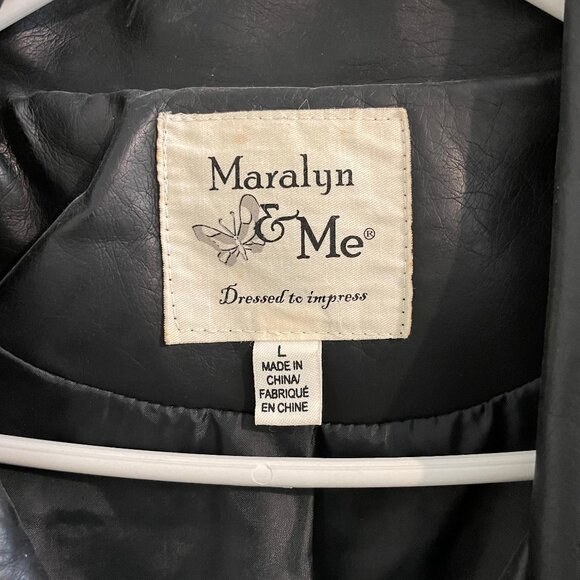 Maralyn
& Me®
Dressed to impress
L
MADE IN
CHINA/
FABRIQUÉ
EN CHINE